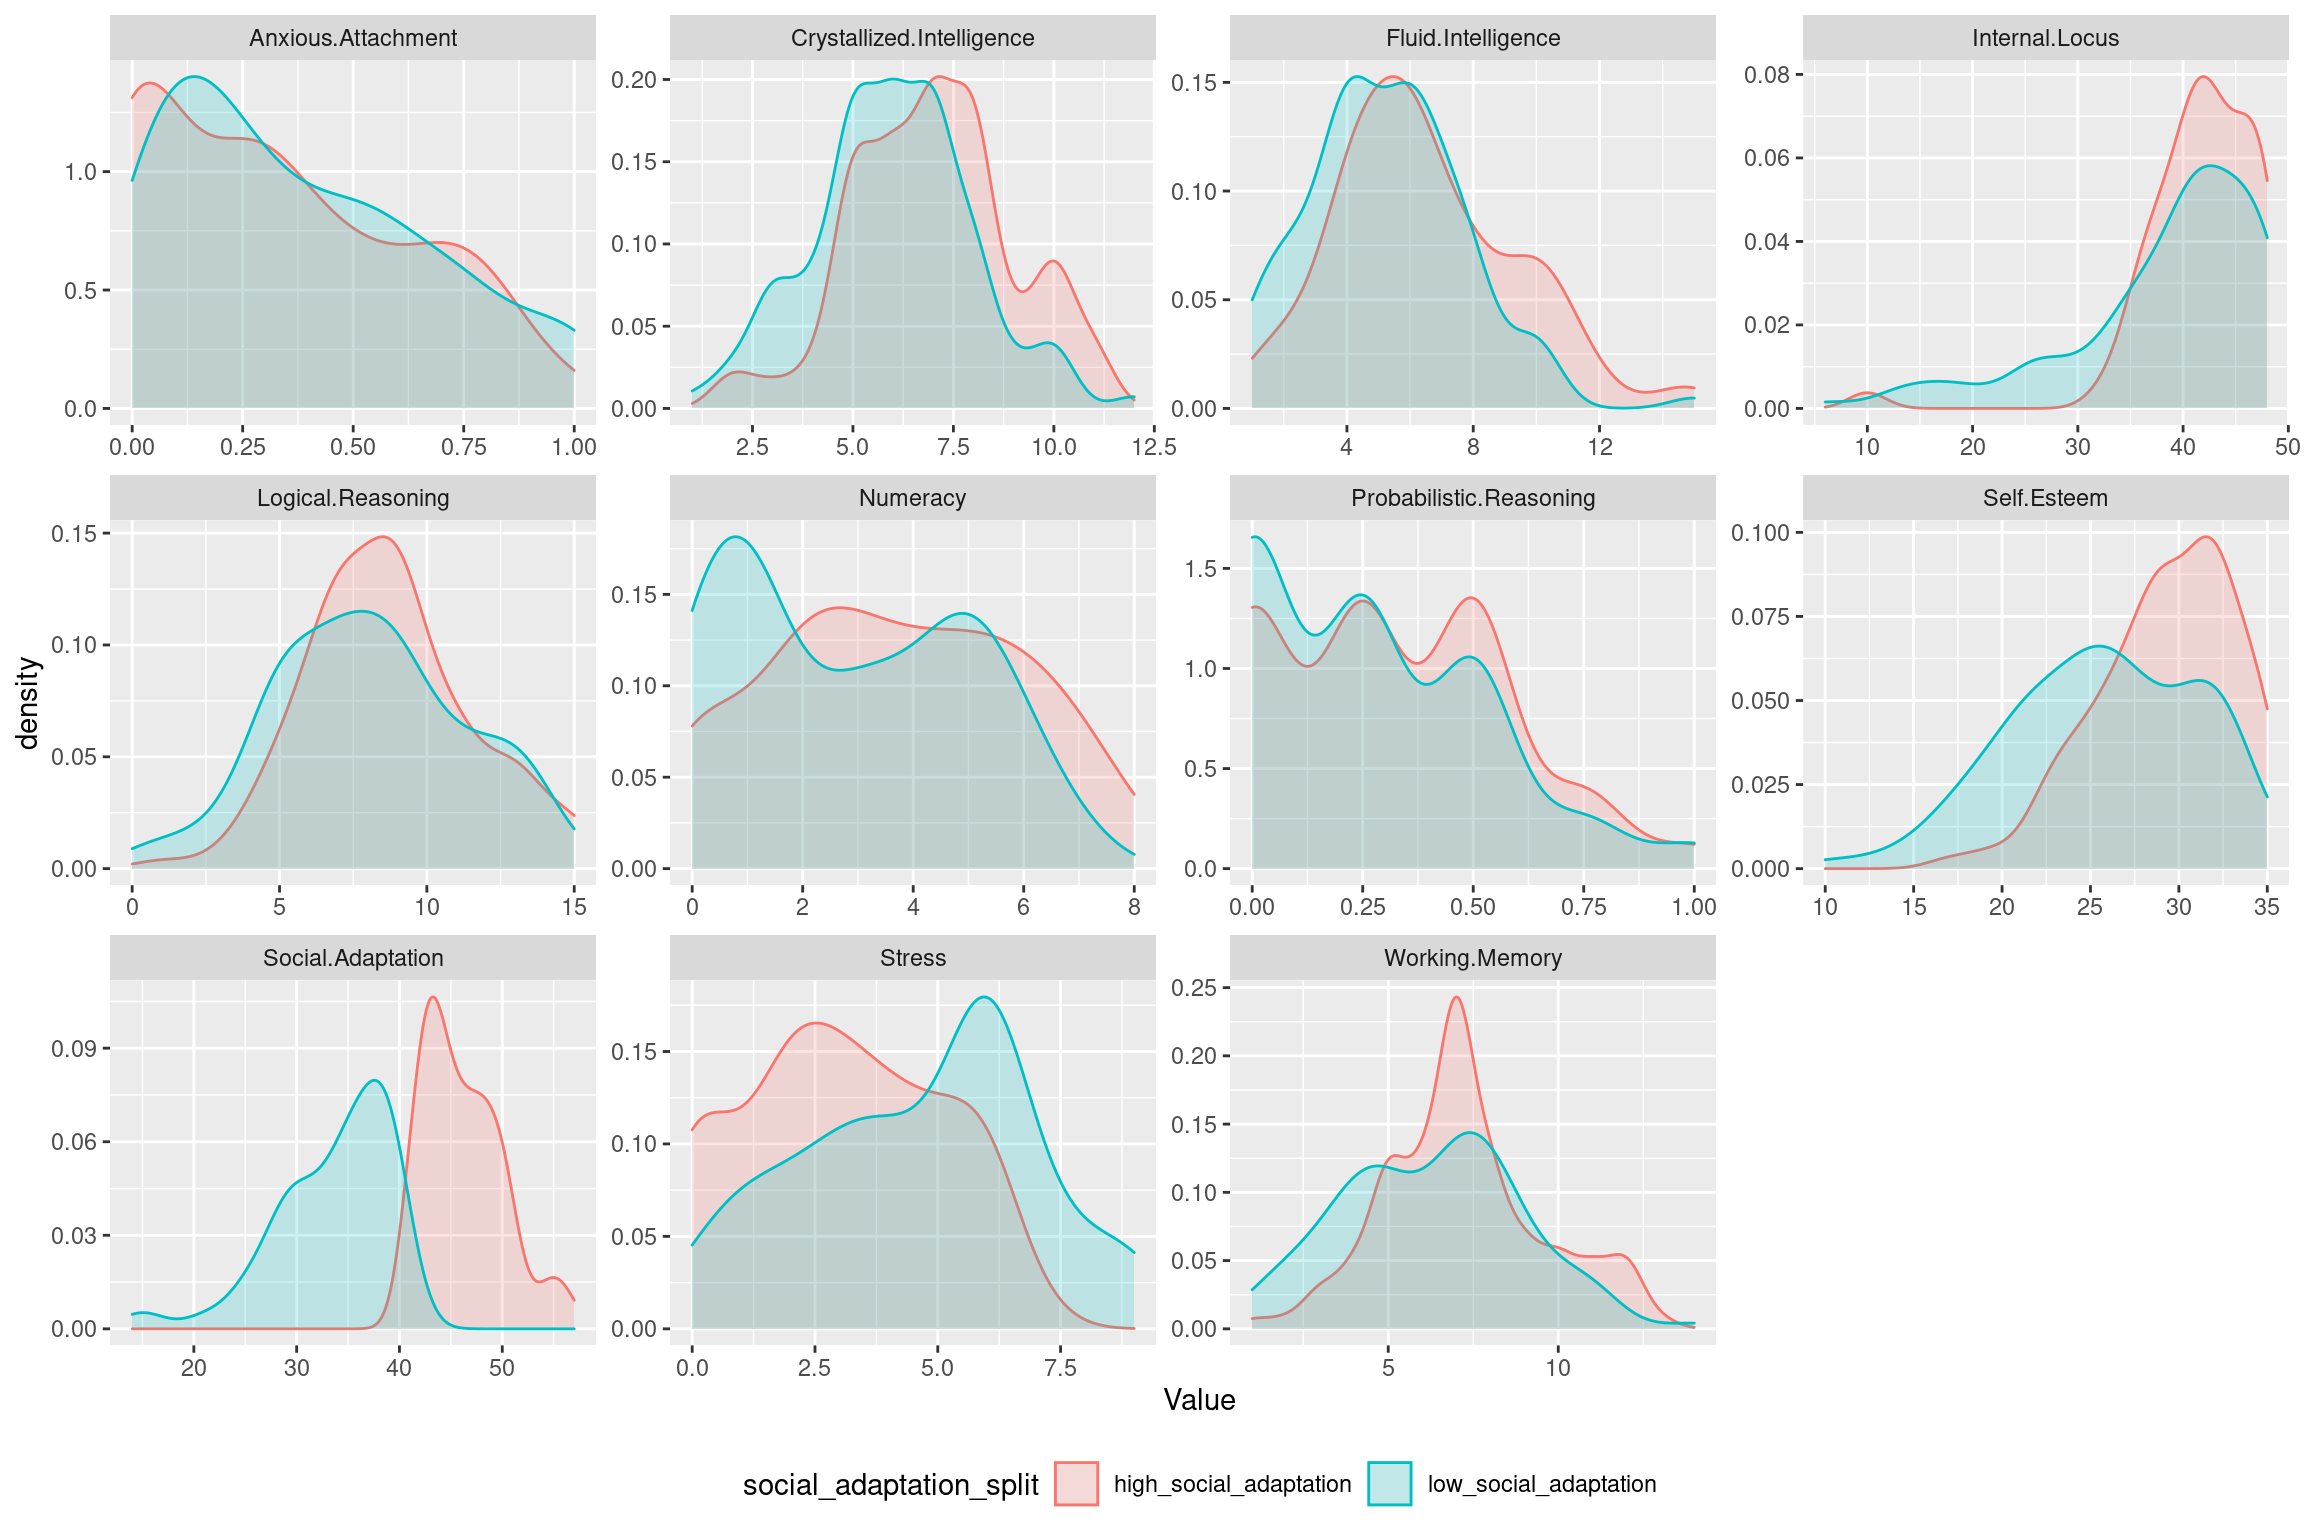 Anxious.Attachment
Crystallized.Intelligence
Fluid.Intelligence
Internal.Locus
1.0
0.5
0.0
0.00 0.25 0.50 0.75 1.00
0.20
0.15
0.10
0.05
0.00
2.5 5.0 7.5 10.0 12.5
0.15
0.10
0.05
0.00
4 8 12
0.08
0.06
0.04
0.02
0.00
10 20 30 40 50
Logical.Reasoning
Numeracy
Probabilistic.Reasoning
Self.Esteem
density
0.15
0.10
0.05
0.00
0 5 10 15
0.15
0.10
0.05
0.00
0 2 4 6 8
1.5
1.0
0.5
0.0
0.00 0.25 0.50 0.75 1.00
0.100
0.075
0.050
0.025
0.000
10 15 20 25 30 35
Social.Adaptation
Stress
Working.Memory
0.09
0.06
0.03
0.00
20 30 40 50
0.15
0.10
0.05
0.00
0.0 2.5 5.0 7.5
0.25
0.20
0.15
0.10
0.05
0.00
5 10
Value
social_adaptation_split high_social_adaptation low_social_adaptation